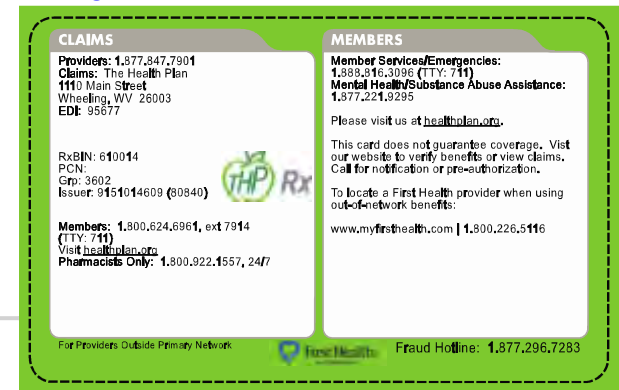 CLAIMS
Providers: 1.877.847.7901
Claims: The Health Plan
1110 Main Street
Wheeling, WV 26003
EDI: 95677
RxBIN: 610014
PCN:
Grp: 3602
Issuer: 9151014609 (80840)
THP Rx
Members: 1.800.624.6961, ext 7914
(TTY: 711)
Visit healthplan.org
Pharmacists Only: 1.800.922.1557, 24/7
MEMBERS
Member Services/Emergencies:
1.888.816.3096 (TTY: 711)
Mental Health/Substance Abuse Assistance:
1.877.221.9295
Please visit us at healthplan.org.
This card does not guarantee coverage. Visit
our website to verify benefits or view claims.
Call for notification or pre-authorization.
To locate a First Health provider when using
out-of-network benefits:
www.myfirsthealth.com | 1.800.226.5116
For Providers Outside Primary Network
First Health
Fraud Hotline: 1.877.296.7283